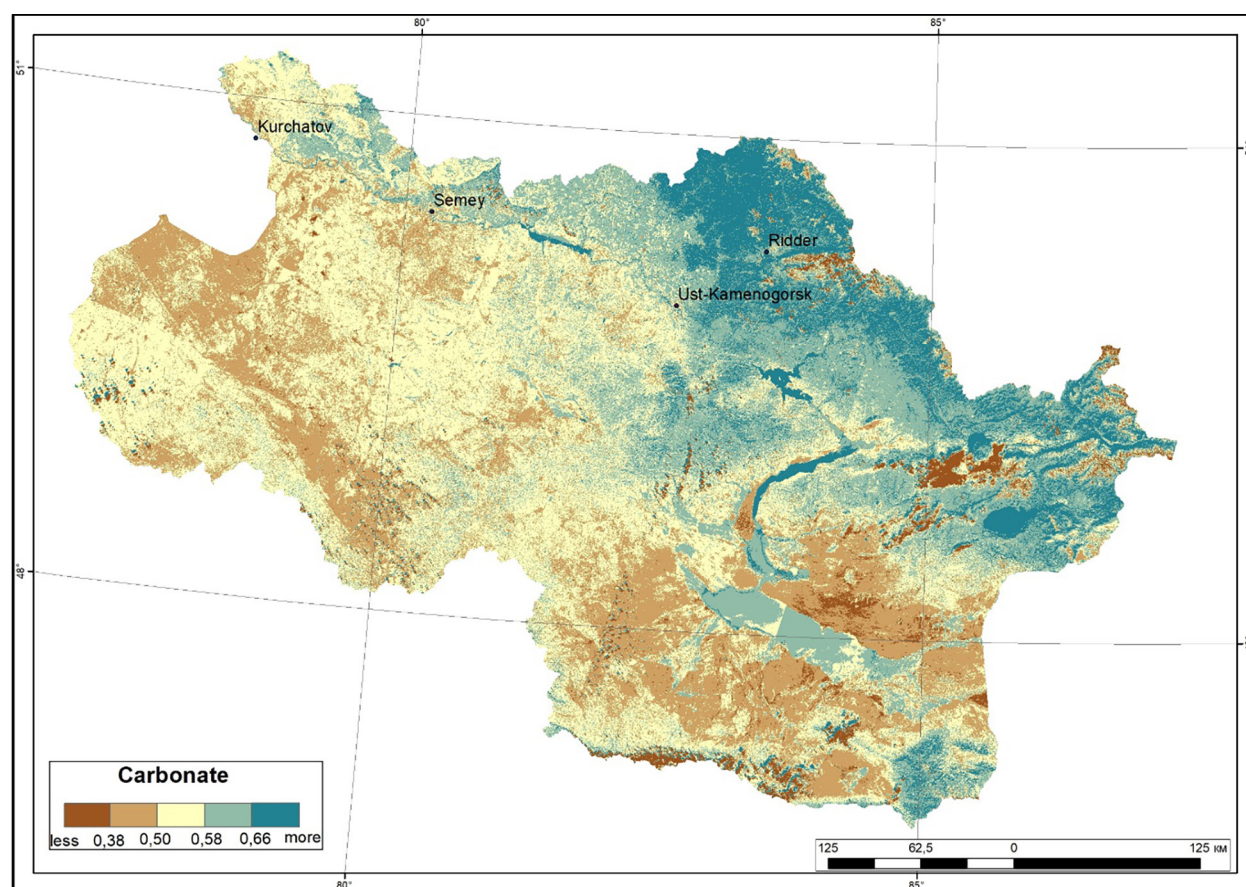 80° 85°
51°
Kurchatov
Semey
Ridder
Ust-Kamenogorsk
48°
Carbonate
less 0,38 0,50 0,58 0,66 more
125 62,5 0 125 КМ
80° 85°